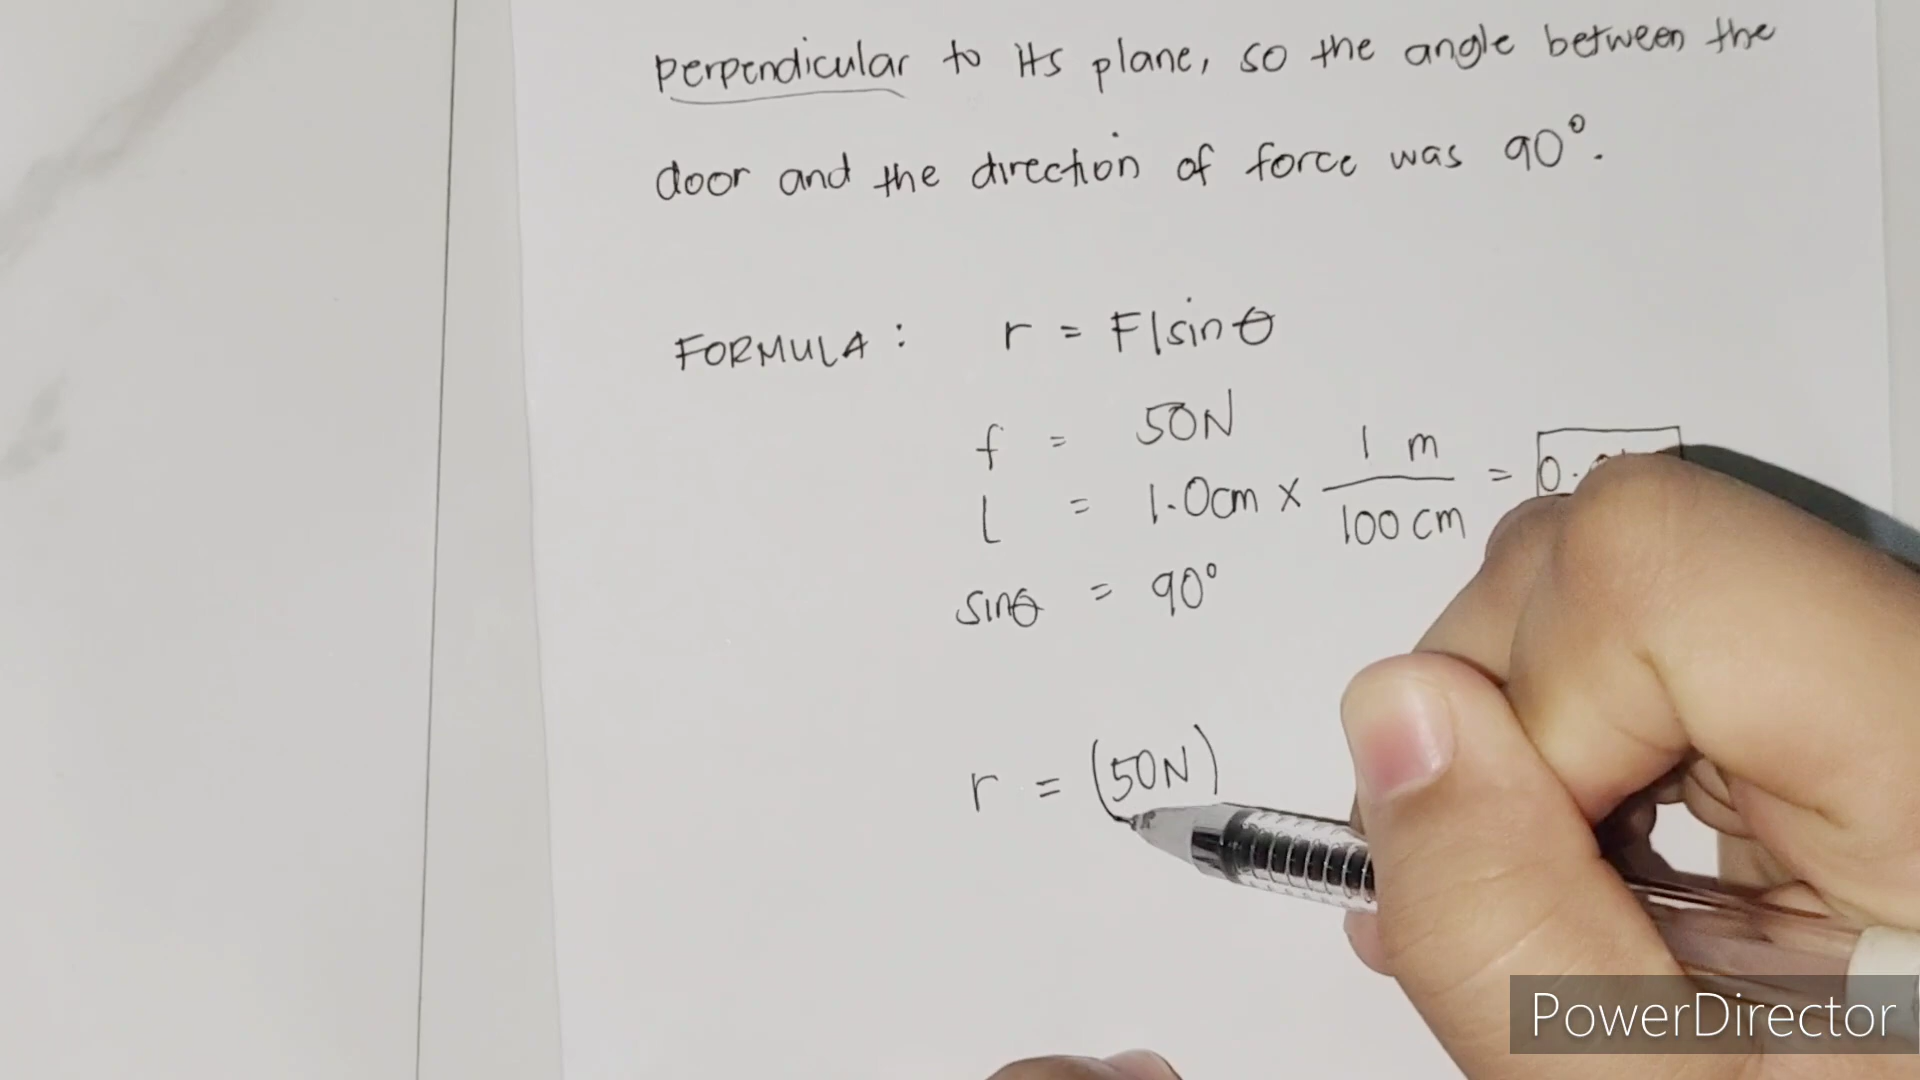 perpendicular to its plane, so the angle between the
door and the direction of force was 90°.
FORMULA: r = Flsinθ
f = 50N
l = 1.0cm x 1 m / 100 cm = 0.
sinθ = 90°
r = (50N)
PowerDirector